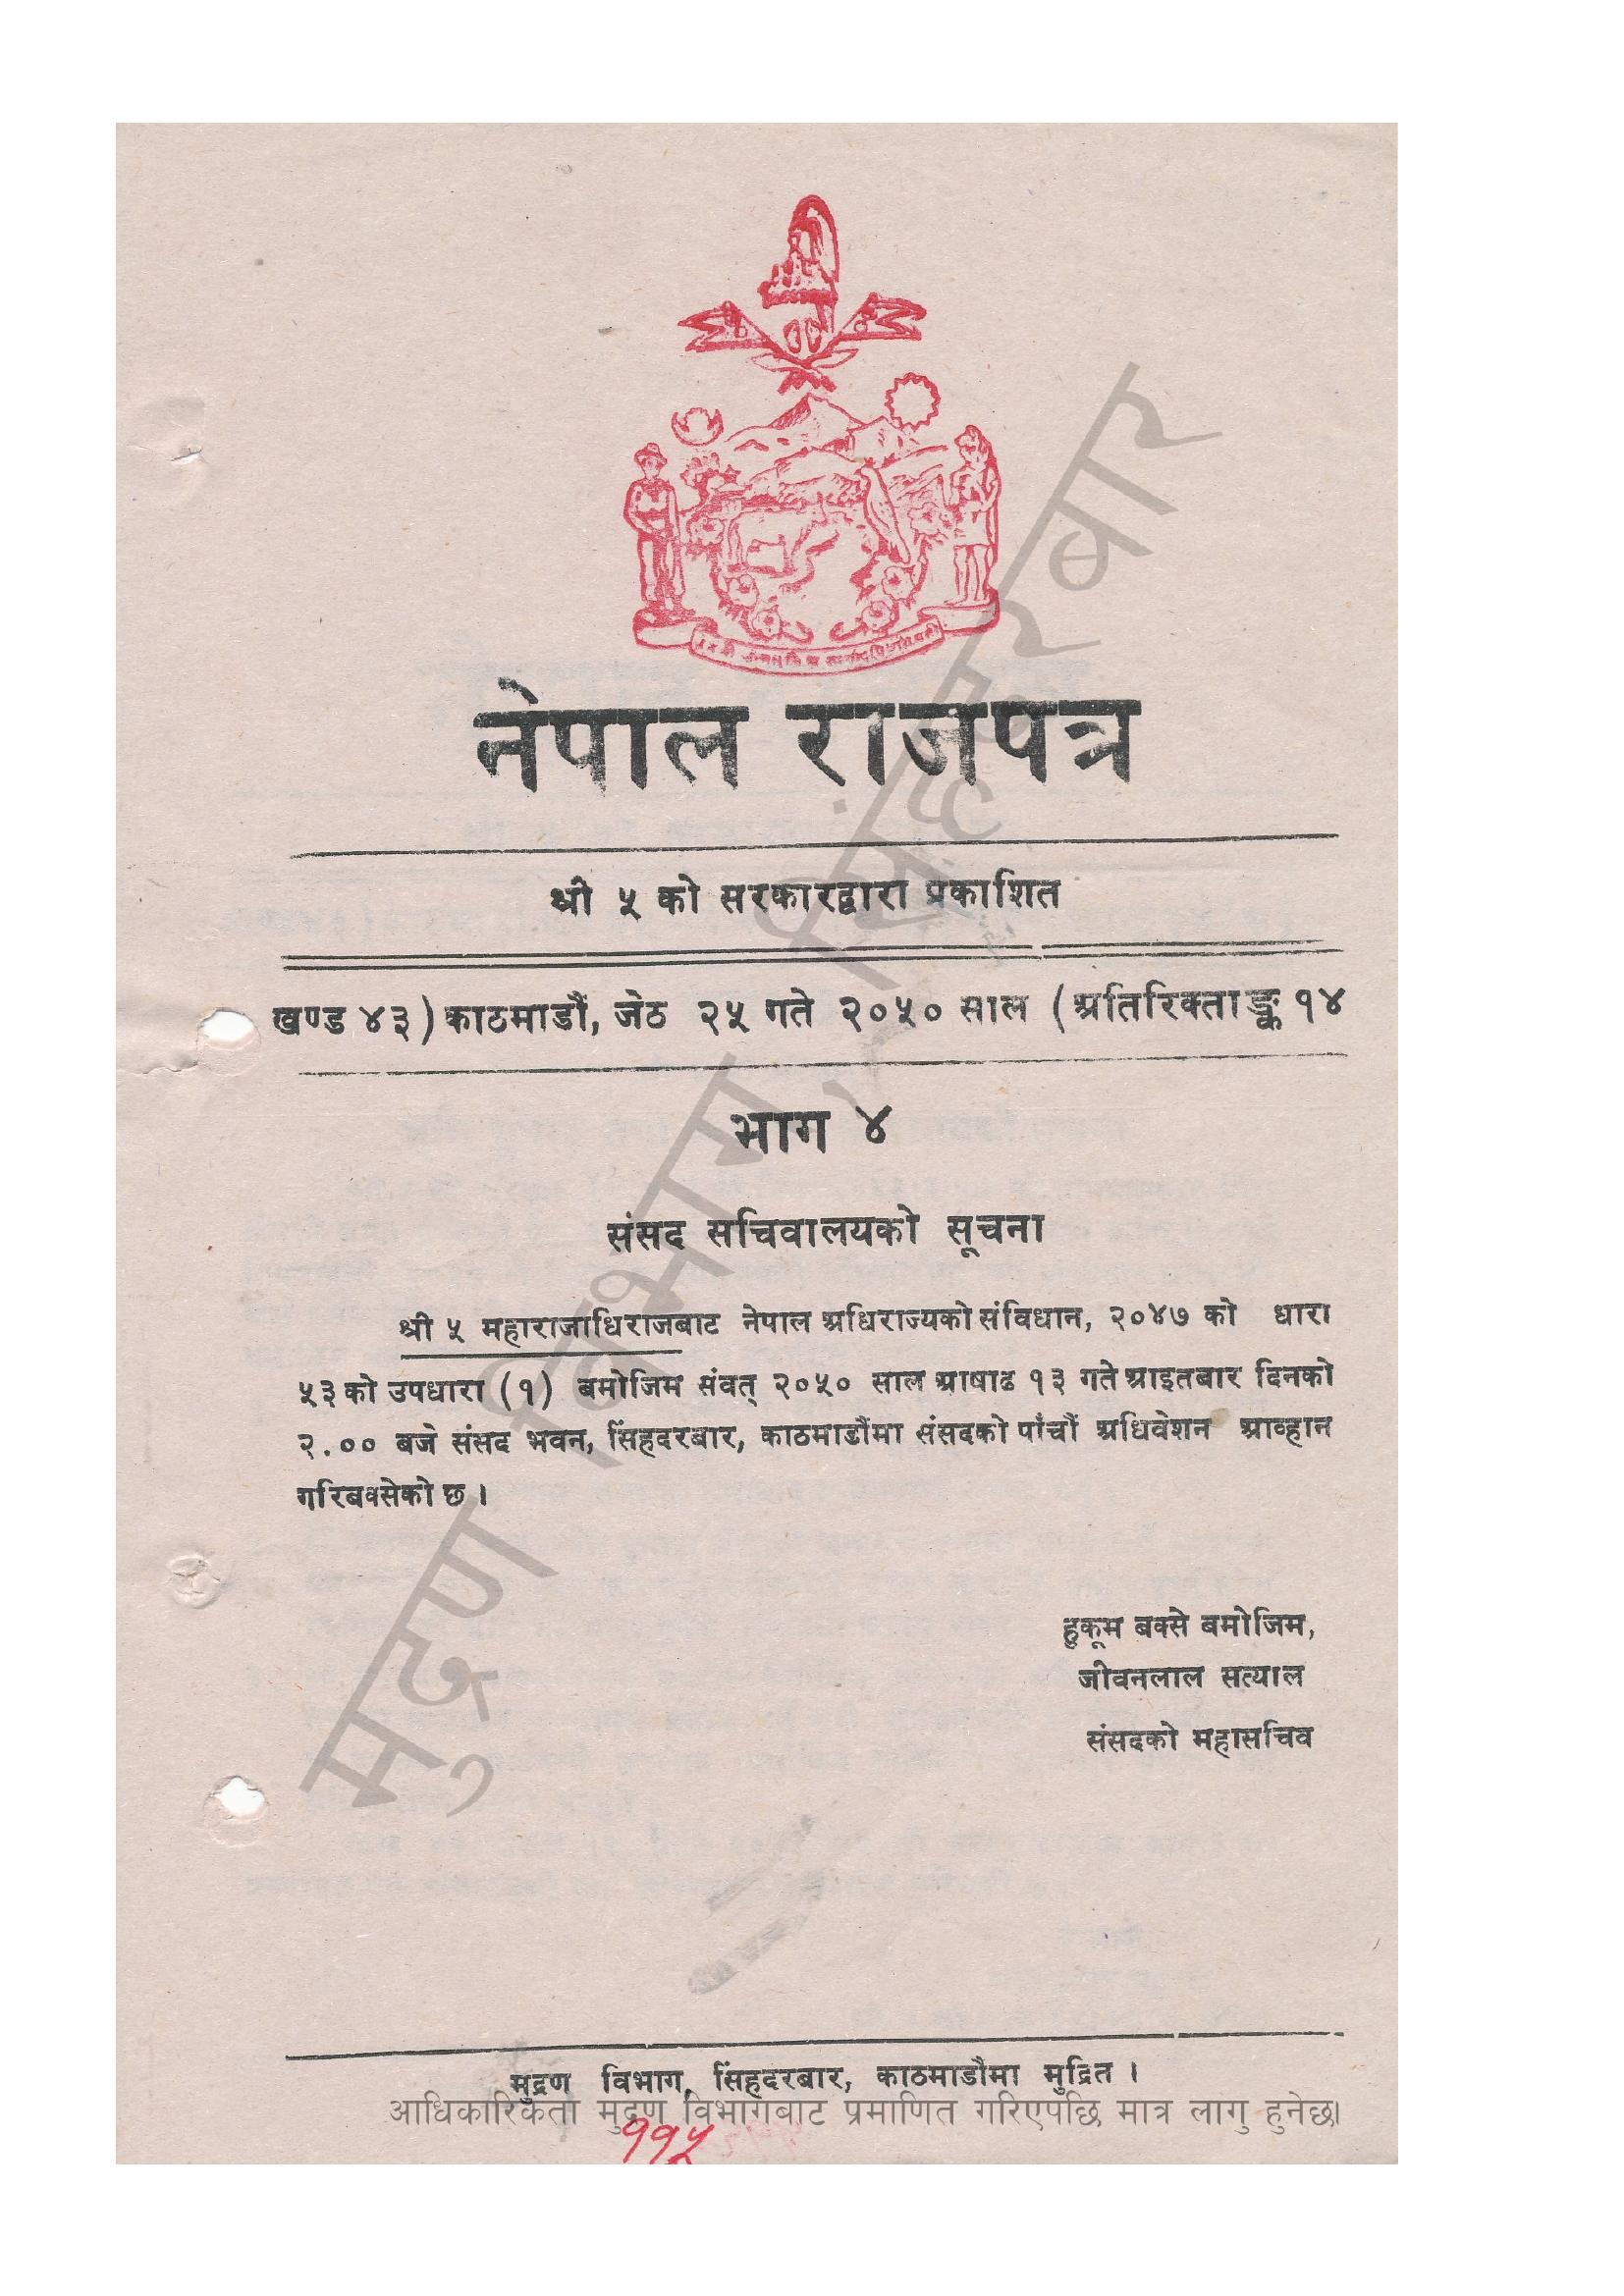 नेपाल राजपत्र
श्री ५ को सरकारद्वारा प्रकाशित
खण्ड ४३) काठमाडौं, जेठ २५ गते २०५० साल (अतिरिक्ताङ्क १४
भाग ४
संसद सचिवालयको सूचना
श्री ५ महाराजाधिराजबाट नेपाल अधिराज्यको संविधान, २०४७ को धारा
५३ को उपधारा (१) बमोजिम संवत् २०५० साल आषाढ १३ गते आइतबार दिनको
२.०० बजे संसद भवन, सिंहदरबार, काठमाडौंमा संसदको पाँचौं अधिवेशन आव्हान
गरिबक्सेको छ ।
हुकूम बक्से बमोजिम,
जीवनलाल सत्याल
संसदको महासचिव
मुद्रण विभाग, सिंहदरबार, काठमाडौंमा मुद्रित ।
आधिकारिकता मुद्रण विभागबाट प्रमाणित गरिएपछि मात्र लागु हुनेछ।
११५
मुद्रण विभाग, सिंहदरबार